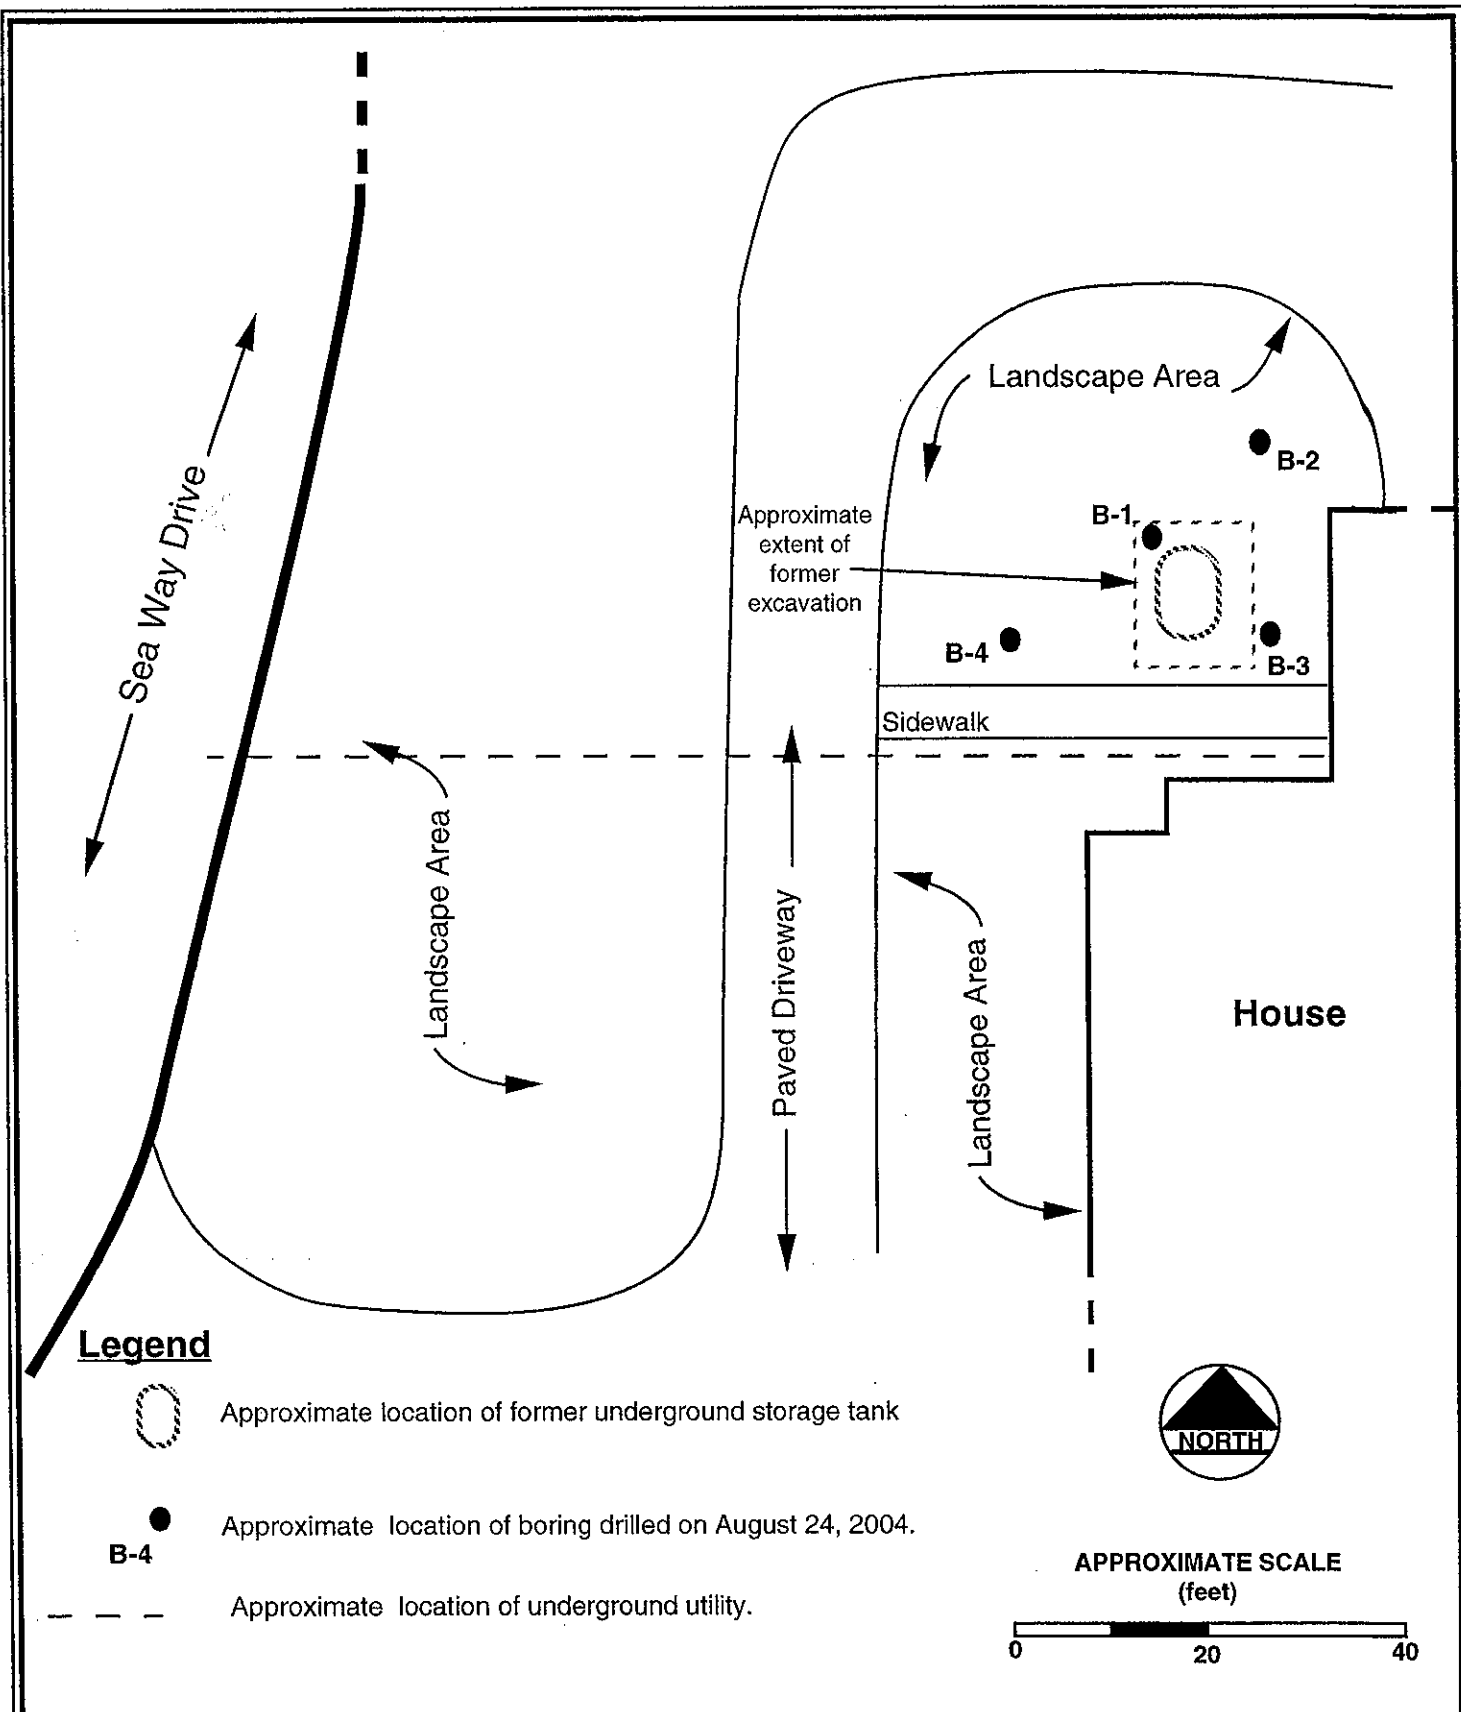 Landscape Area
B-2
Approximate
extent of
former
excavation
B-1
B-4
B-3
Sea Way Drive
Sidewalk
Landscape Area
Paved Driveway
Landscape Area
House
Legend
Approximate location of former underground storage tank
NORTH
Approximate location of boring drilled on August 24, 2004.
B-4
Approximate location of underground utility.
APPROXIMATE SCALE
(feet)
0 20 40